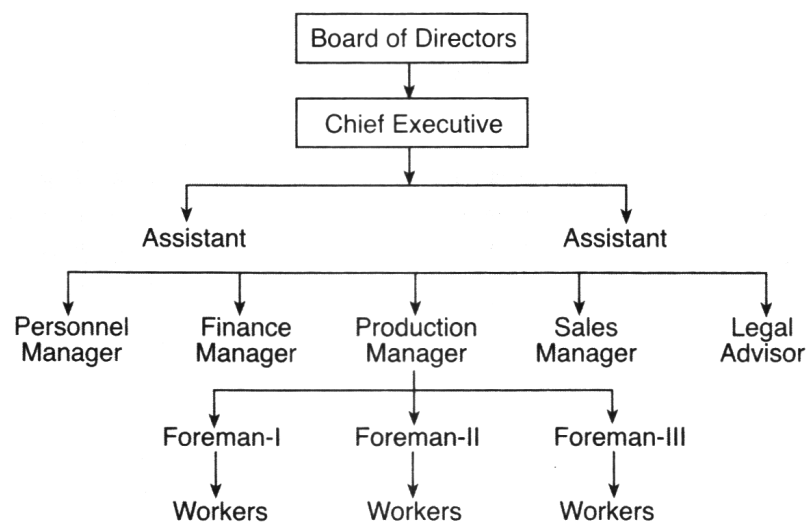 Board of Directors
Chief Executive
Assistant
Assistant
Personnel
Manager
Finance
Manager
Production
Manager
Sales
Manager
Legal
Advisor
Foreman-I
Foreman-II
Foreman-III
Workers
Workers
Workers